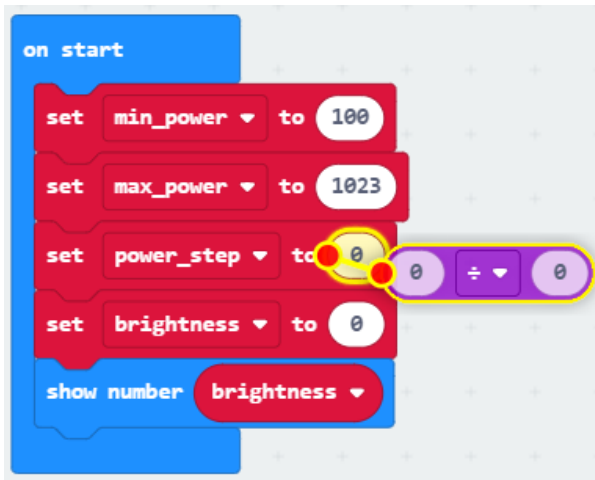 on start
set min_power to 100
set max_power to 1023
set power_step to 0 0 ÷ 0
set brightness to 0
show number brightness